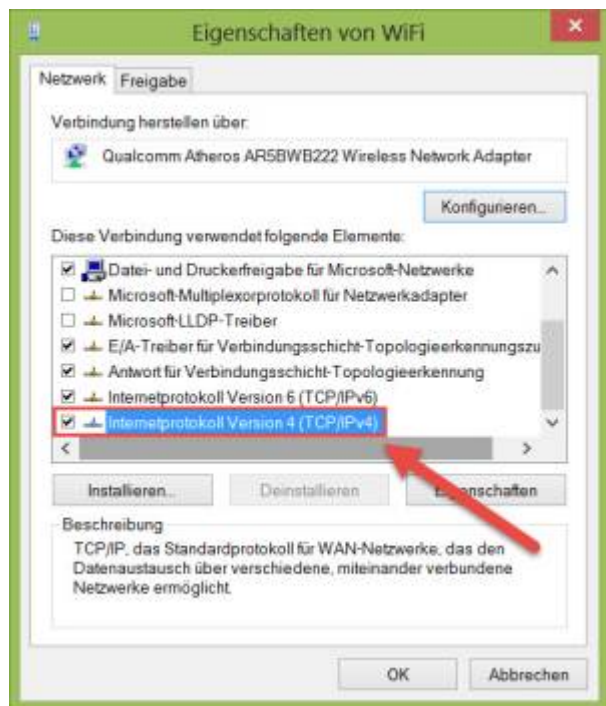 Eigenschaften von WiFi
Netzwerk Freigabe
Verbindung herstellen über:
Qualcomm Atheros AR5BWB222 Wireless Network Adapter
Konfigurieren...
Diese Verbindung verwendet folgende Elemente:
Datei- und Druckerfreigabe für Microsoft-Netzwerke
Microsoft-Multiplexorprotokoll für Netzwerkadapter
Microsoft-LLDP-Treiber
E/A-Treiber für Verbindungsschicht-Topologieerkennungszu
Antwort für Verbindungsschicht-Topologieerkennung
Internetprotokoll Version 6 (TCP/IPv6)
Internetprotokoll Version 4 (TCP/IPv4)
Installieren... Deinstallieren Eigenschaften
Beschreibung
TCP/IP, das Standardprotokoll für WAN-Netzwerke, das den
Datenaustausch über verschiedene, miteinander verbundene
Netzwerke ermöglicht.
OK Abbrechen